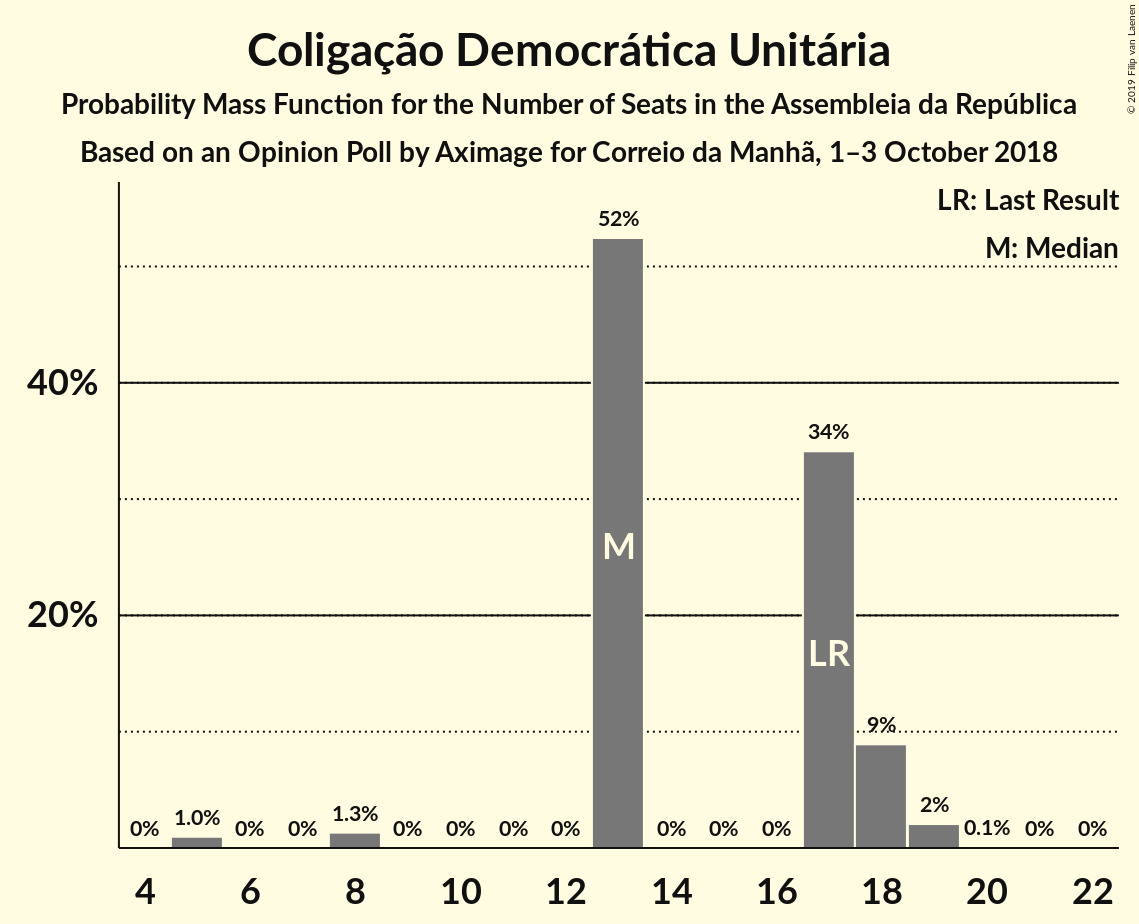 © 2019 Filip van Laenen
Coligação Democrática Unitária
Probability Mass Function for the Number of Seats in the Assembleia da República
Based on an Opinion Poll by Aximage for Correio da Manhã, 1–3 October 2018
LR: Last Result
M: Median
52%
40%
34%
M
20%
LR
9%
0% 1.0% 0% 0% 1.3% 0% 0% 0% 0% 0% 0% 0% 2% 0.1% 0% 0%
4 6 8 10 12 14 16 18 20 22